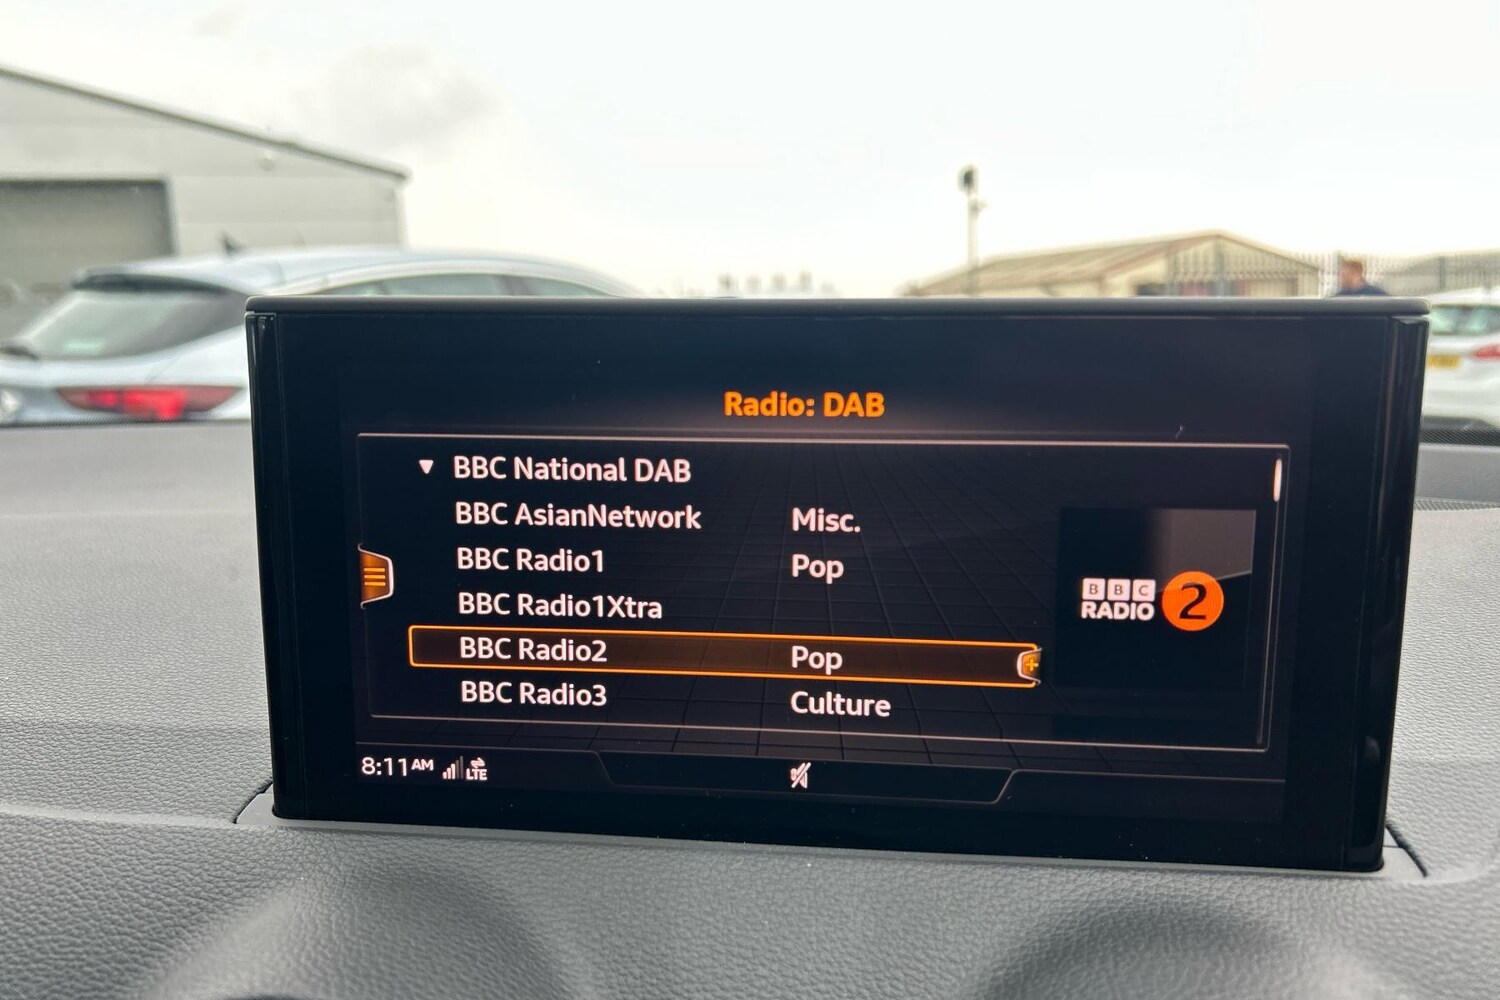 Radio: DAB
▼ BBC National DAB
BBC AsianNetwork Misc.
BBC Radio1 Pop
BBC Radio1Xtra
BBC Radio2 Pop
BBC Radio3 Culture
BBC
RADIO 2
8:11AM LTE